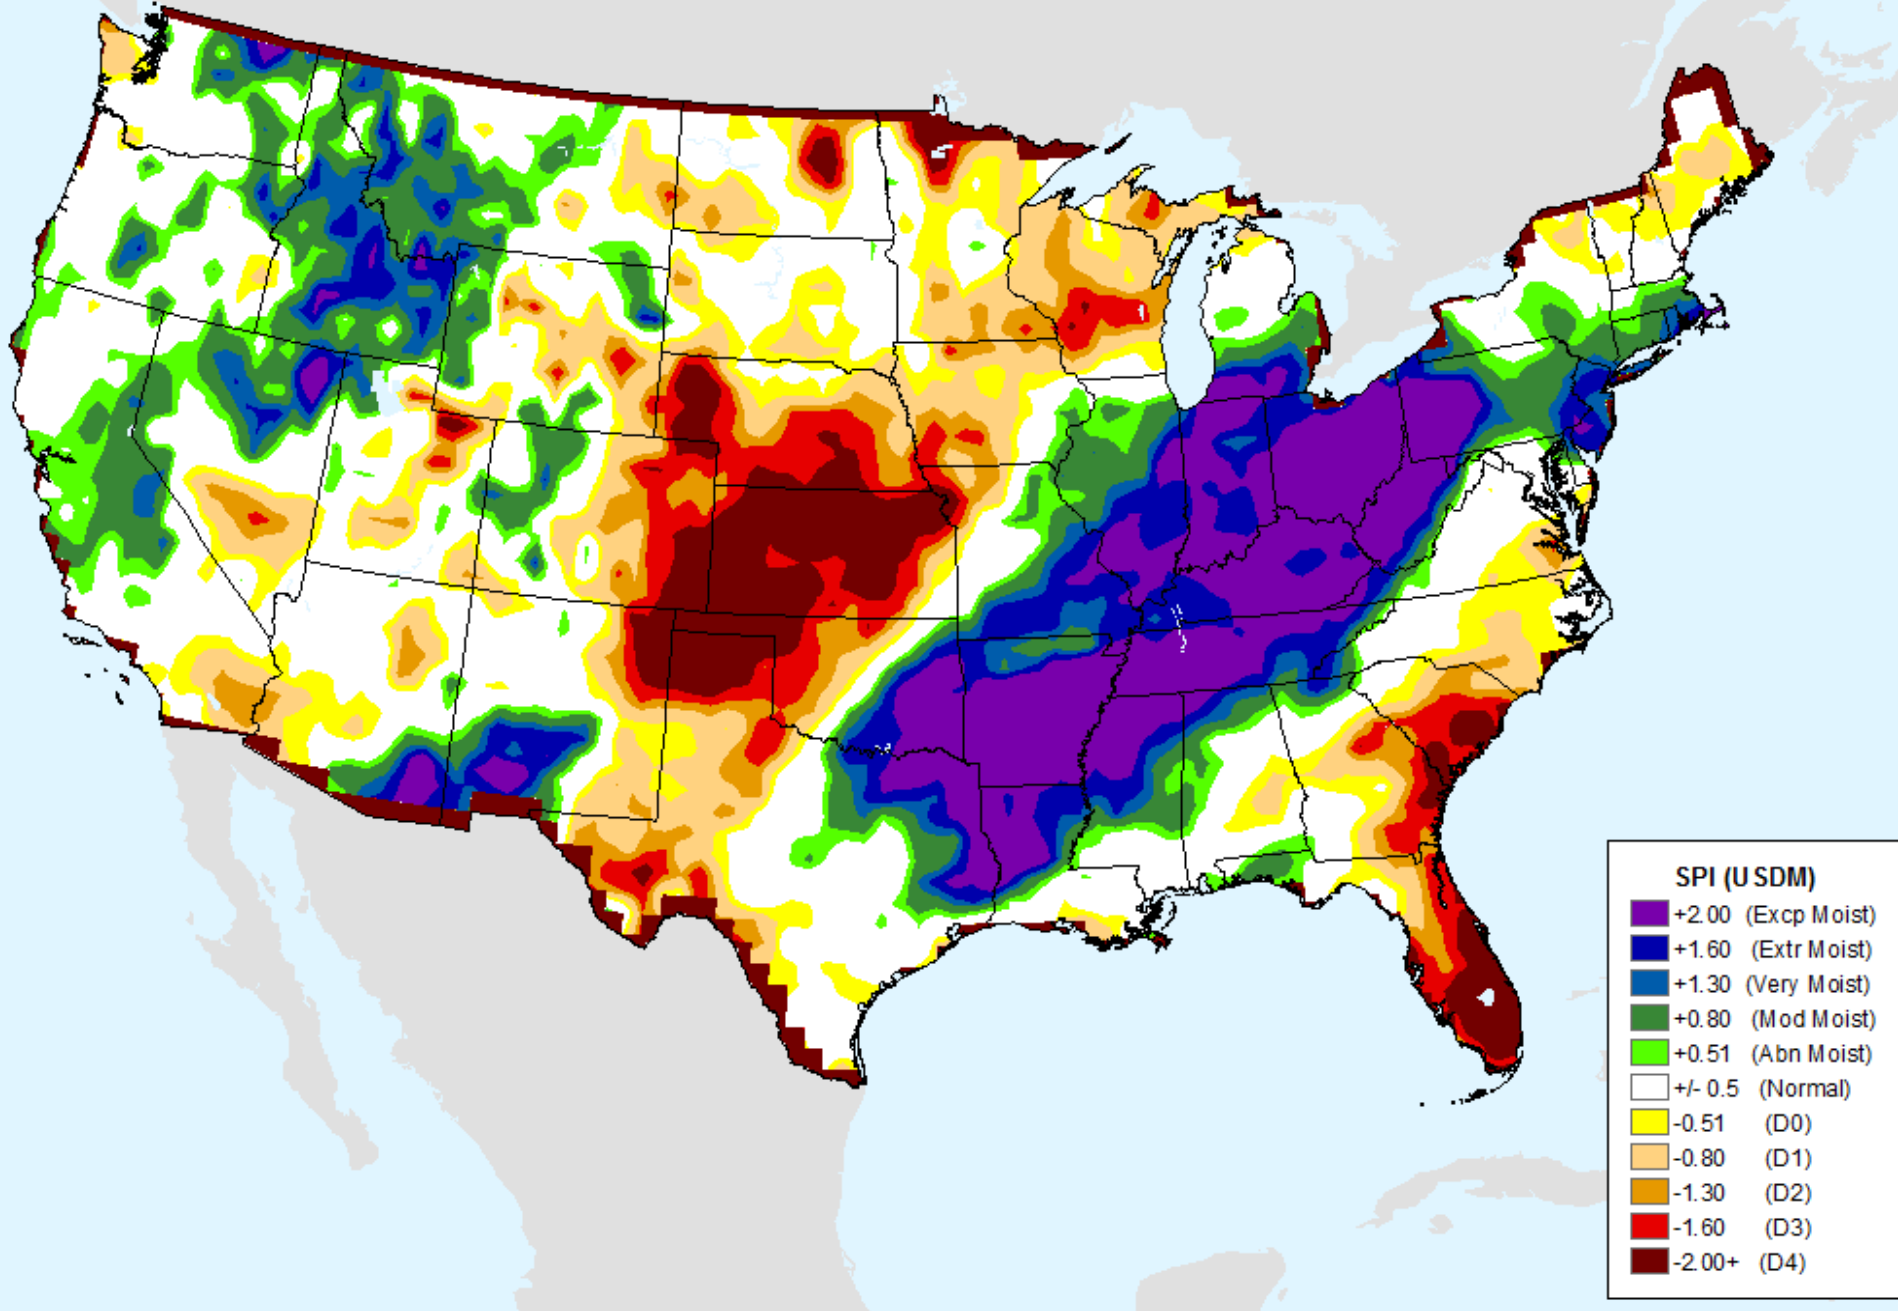 SPI (USDM)
+2.00 (Excp Moist)
+1.60 (Extr Moist)
+1.30 (Very Moist)
+0.80 (Mod Moist)
+0.51 (Abn Moist)
+/- 0.5 (Normal)
-0.51 (D0)
-0.80 (D1)
-1.30 (D2)
-1.60 (D3)
-2.00+ (D4)